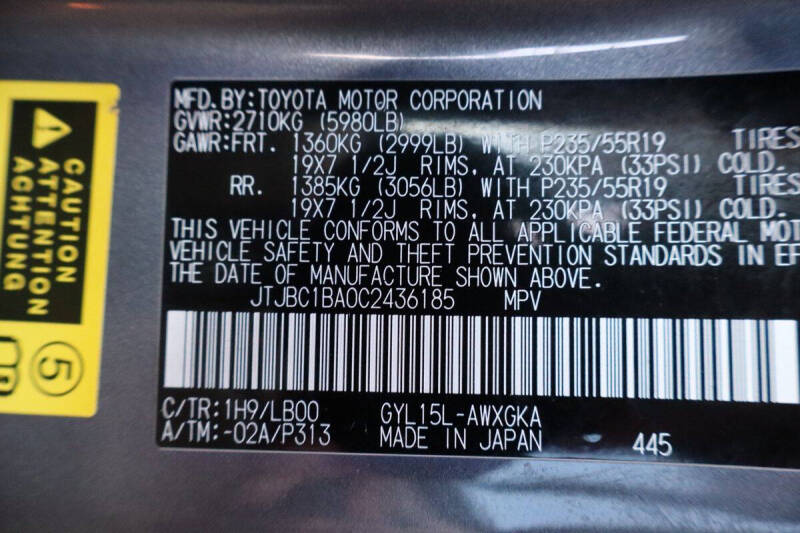 MFD. BY: TOYOTA MOTOR CORPORATION
GVWR: 2710KG (5980LB)
GAWR: FRT. 1360KG (2999LB) WITH P235/55R19 TIRES
19X7 1/2J RIMS, AT 230KPA (33PSI) COLD.
RR. 1385KG (3056LB) WITH P235/55R19 TIRES
19X7 1/2J RIMS, AT 230KPA (33PSI) COLD.
THIS VEHICLE CONFORMS TO ALL APPLICABLE FEDERAL MOT
VEHICLE SAFETY AND THEFT PREVENTION STANDARDS IN EF
THE DATE OF MANUFACTURE SHOWN ABOVE.
JTJBC1BA0C2436185 MPV
C/TR: 1H9/LB00 GYL15L-AWXGKA
A/TM: -02A/P313 MADE IN JAPAN 445
CAUTION
ATTENTION
ACHTUNG
5